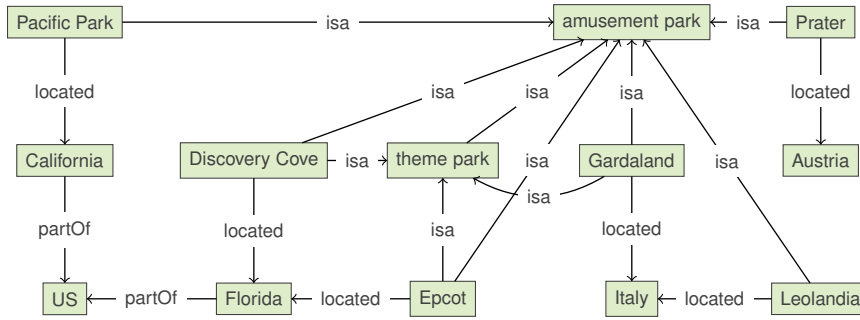 Pacific Park isa amusement park isa Prater
isa isa isa
located located
California Discovery Cove isa theme park isa Gardaland isa Austria
isa
partOf located isa located
US partOf Florida located Epcot Italy located Leolandia